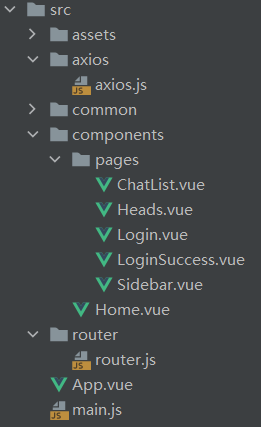 src
assets
axios
axios.js
common
components
pages
ChatList.vue
Heads.vue
Login.vue
LoginSuccess.vue
Sidebar.vue
Home.vue
router
router.js
App.vue
main.js